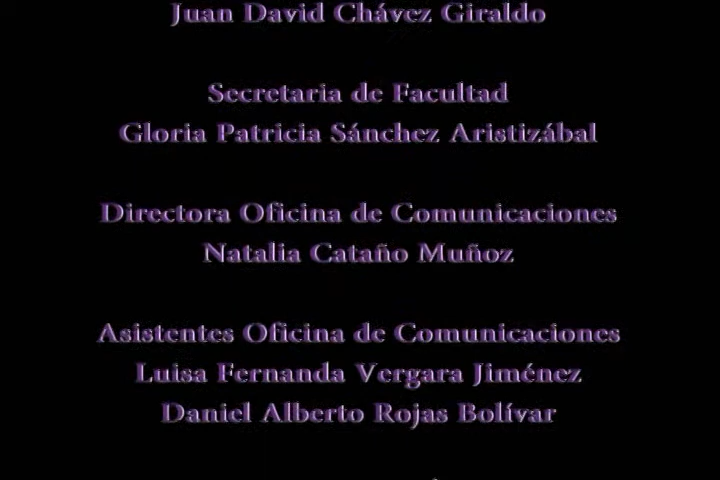 Juan David Chávez Giraldo
Secretaria de Facultad
Gloria Patricia Sánchez Aristizábal
Directora Oficina de Comunicaciones
Natalia Cataño Muñoz
Asistentes Oficina de Comunicaciones
Luisa Fernanda Vergara Jiménez
Daniel Alberto Rojas Bolívar